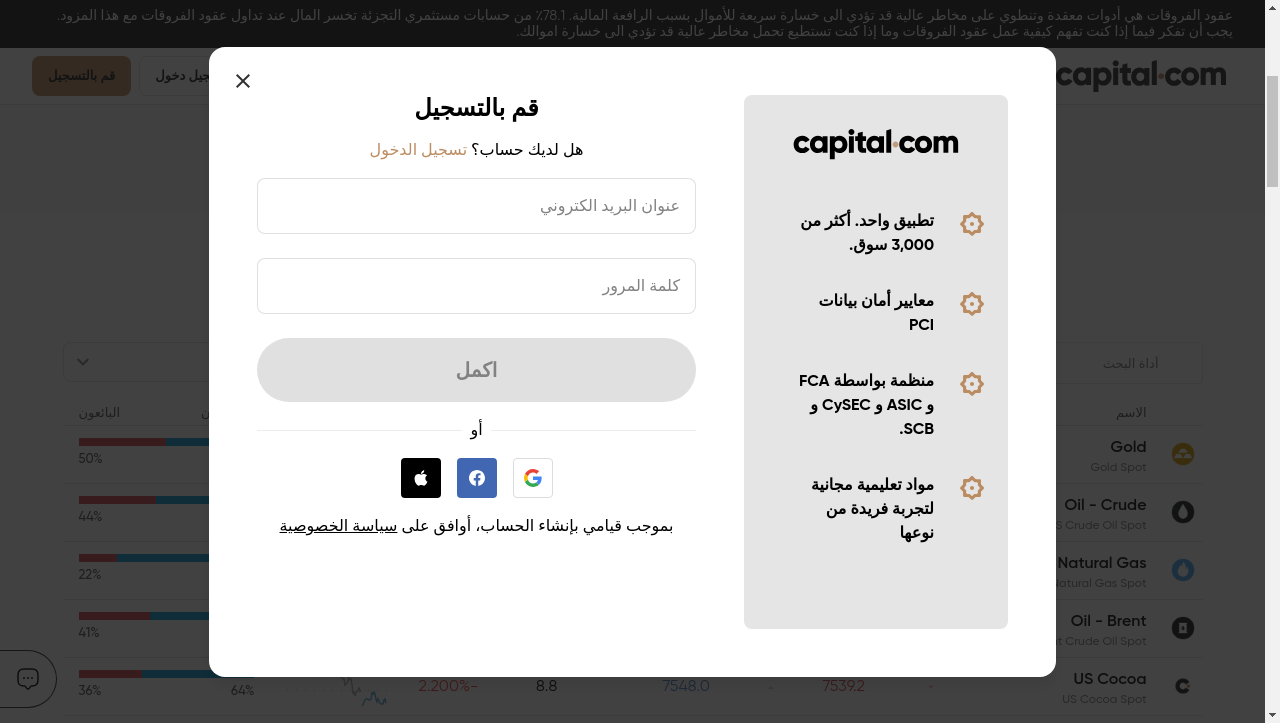 عقود الفروقات هي أدوات معقدة وتنطوي على مخاطر عالية قد تؤدي الى خسارة سريعة للأموال بسبب الرافعة المالية. 78.1٪ من حسابات مستثمري التجزئة تخسر المال عند تداول عقود الفروقات مع هذا المزود.
يجب أن تفكر فيما إذا كنت تفهم كيفية عمل عقود الفروقات وما إذا كنت تستطيع تحمل مخاطر عالية قد تؤدي الى خسارة اموالك.
capital.com
دخول
قم بالتسجيل
capital.com
تطبيق واحد. أكثر من
3,000 سوق.
معايير أمان بيانات
PCI
منظمة بواسطة FCA
و ASIC و CySEC و
SCB.
مواد تعليمية مجانية
لتجربة فريدة من
نوعها
قم بالتسجيل
هل لديك حساب؟ تسجيل الدخول
عنوان البريد الكتروني
كلمة المرور
اكمل
أو
بموجب قيامي بإنشاء الحساب، أوافق على سياسة الخصوصية
أداة البحث
الاسم
البائعون
Gold
Gold Spot
50%
Oil - Crude
Crude Oil Spot
44%
Natural Gas
Natural Gas Spot
22%
Oil - Brent
Crude Oil Spot
41%
US Cocoa
US Cocoa Spot
7539.2
7548.0
8.8
-2.200%
64%
36%